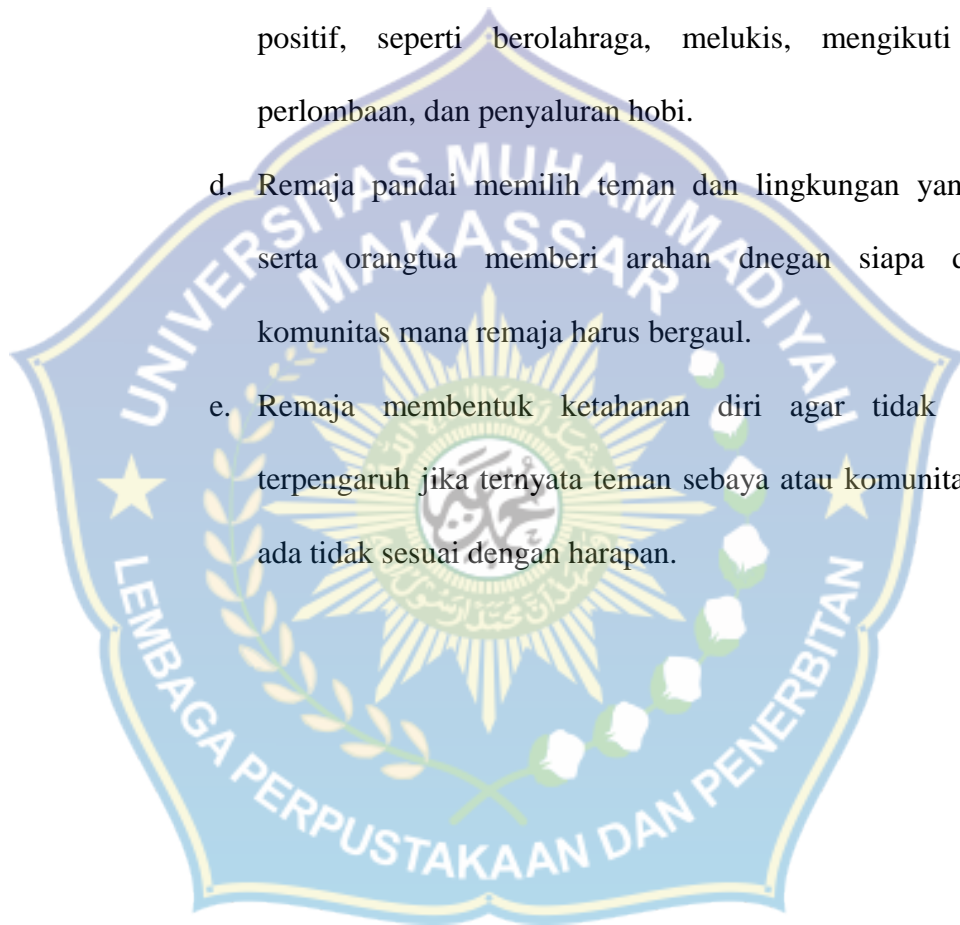 positif, seperti berolahraga, melukis, mengikuti
perlombaan, dan penyaluran hobi.
d. Remaja pandai memilih teman dan lingkungan yan
serta orangtua memberi arahan dnegan siapa d
komunitas mana remaja harus bergaul.
e. Remaja membentuk ketahanan diri agar tidak
terpengaruh jika ternyata teman sebaya atau komunita
ada tidak sesuai dengan harapan.
UNIVERSITAS MUHAMMADIYAH
MAKASSAR
LEMBAGA PERPUSTAKAAN DAN PENERBITAN